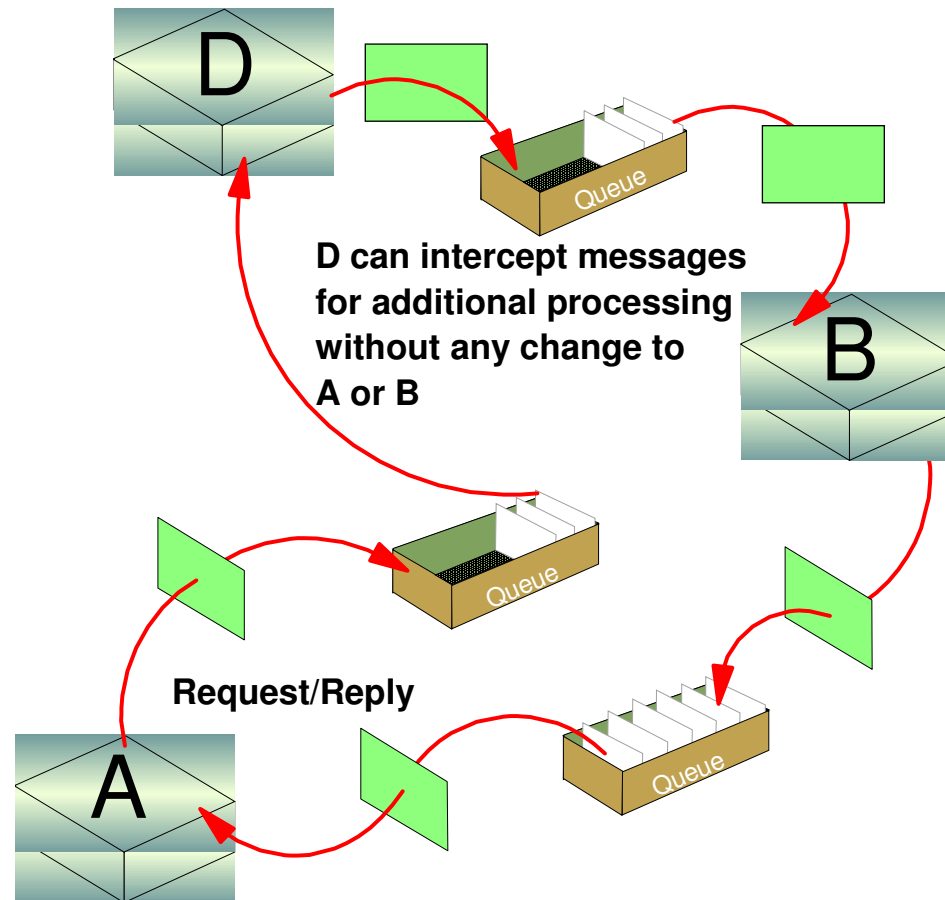 D
Queue
D can intercept messages
for additional processing
without any change to
A or B
B
Queue
Request/Reply
Queue
A